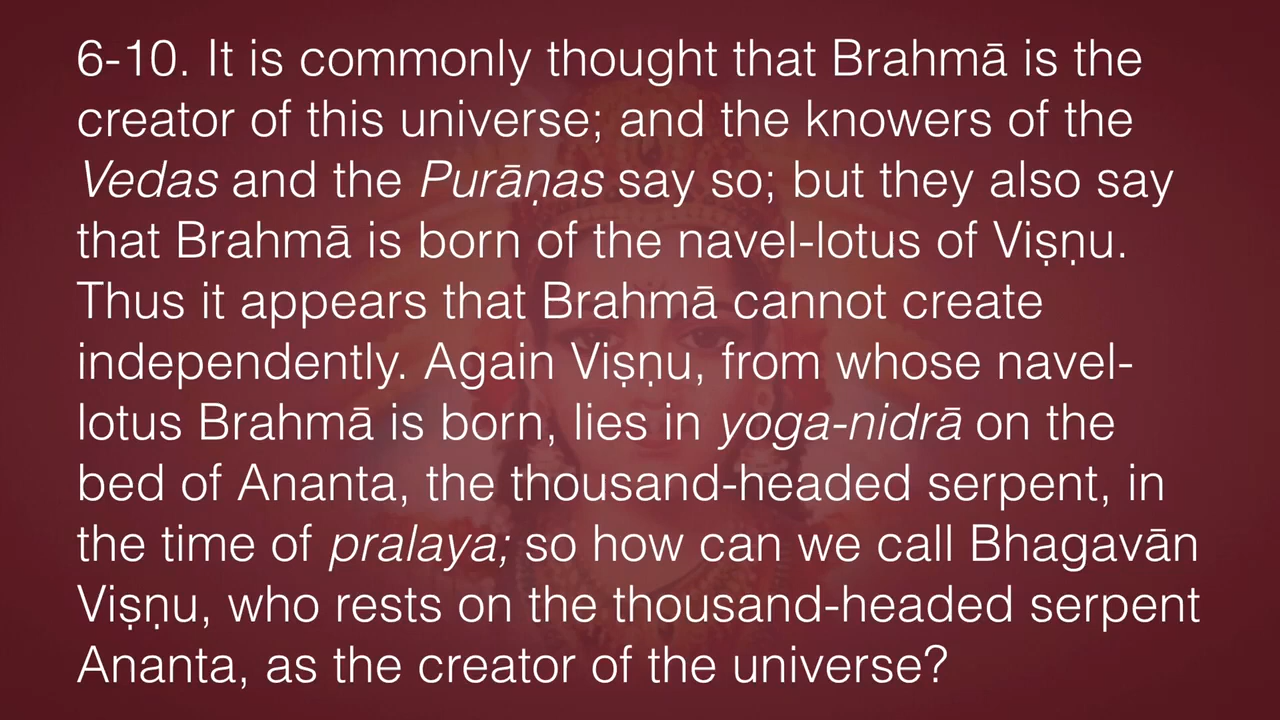 6-10. It is commonly thought that Brahmā is the
creator of this universe; and the knowers of the
Vedas and the Purāṇas say so; but they also say
that Brahmā is born of the navel-lotus of Viṣṇu.
Thus it appears that Brahmā cannot create
independently. Again Viṣṇu, from whose navel-
lotus Brahmā is born, lies in yoga-nidrā on the
bed of Ananta, the thousand-headed serpent, in
the time of pralaya; so how can we call Bhagavān
Viṣṇu, who rests on the thousand-headed serpent
Ananta, as the creator of the universe?